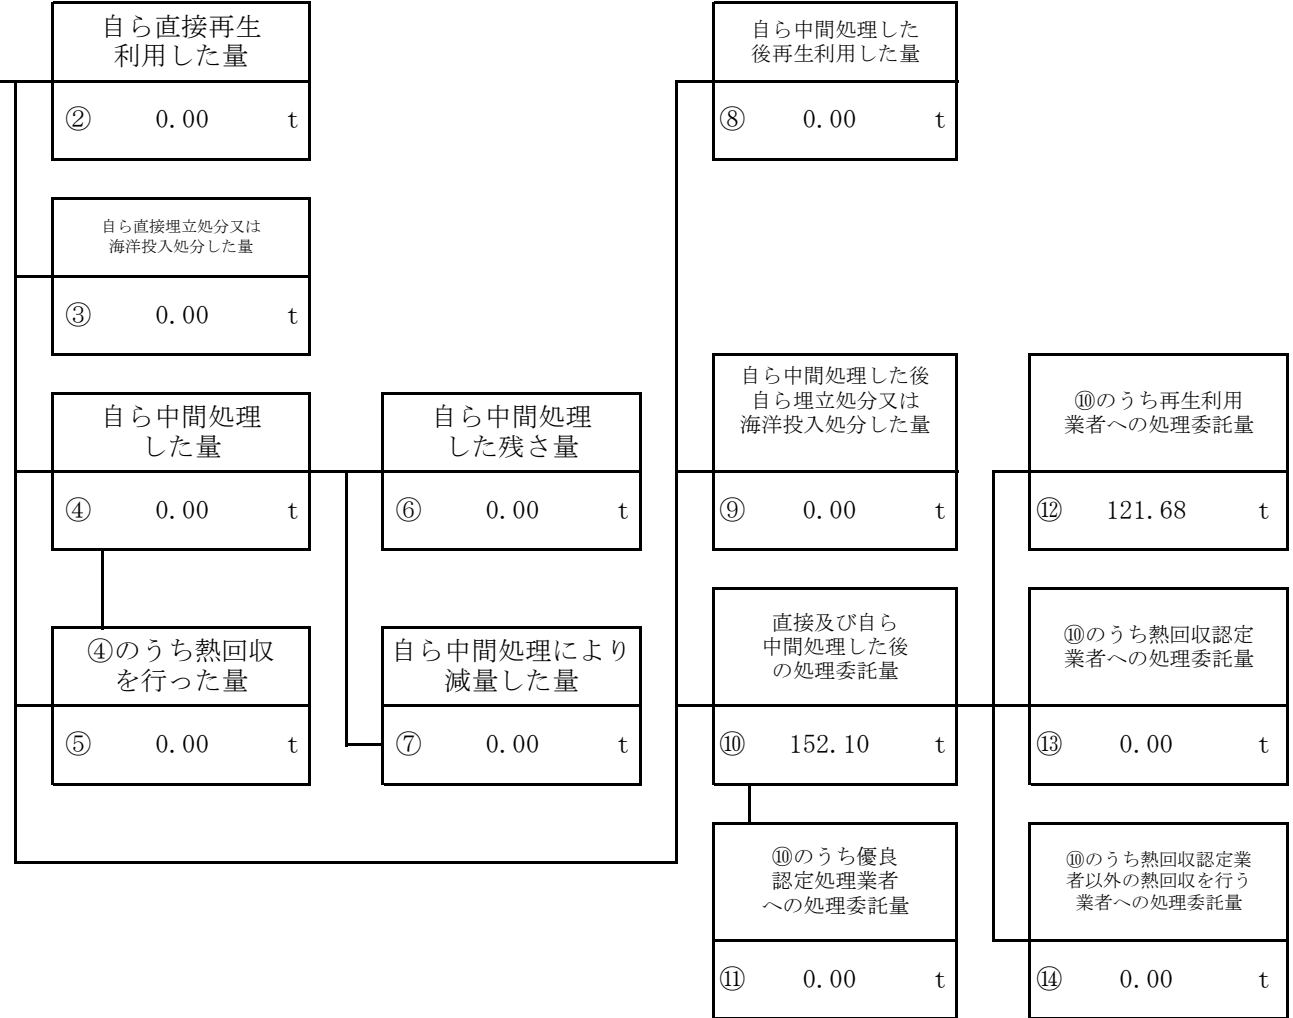 自ら直接再生
利用した量
② 0.00 t
自ら直接埋立処分又は
海洋投入処分した量
③ 0.00 t
自ら中間処理
した量
④ 0.00 t
④のうち熱回収
を行った量
⑤ 0.00 t
自ら中間処理
した残さ量
⑥ 0.00 t
自ら中間処理により
減量した量
⑦ 0.00 t
自ら中間処理した
後再生利用した量
⑧ 0.00 t
自ら中間処理した後
自ら埋立処分又は
海洋投入処分した量
⑨ 0.00 t
直接及び自ら
中間処理した後
の処理委託量
⑩ 152.10 t
⑩のうち優良
認定処理業者
への処理委託量
⑪ 0.00 t
⑩のうち再生利用
業者への処理委託量
⑫ 121.68 t
⑩のうち熱回収認定
業者への処理委託量
⑬ 0.00 t
⑩のうち熱回収認定業
者以外の熱回収を行う
業者への処理委託量
⑭ 0.00 t